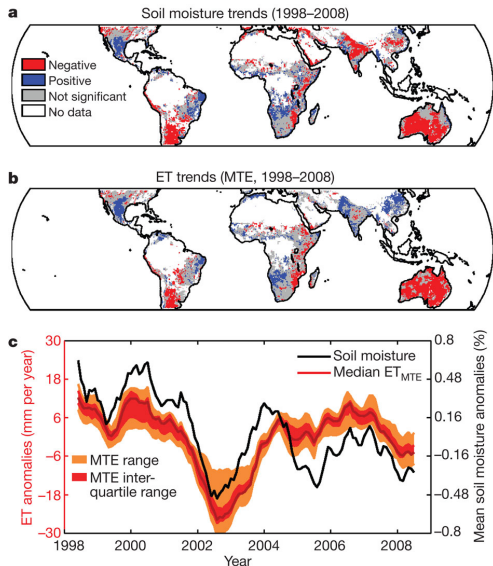 a
Soil moisture trends (1998–2008)
Negative
Positive
Not significant
No data
b
ET trends (MTE, 1998–2008)
c
30
18
6
−6
−18
−30
ET anomalies (mm per year)
Soil moisture
Median ET_MTE
MTE range
MTE inter-
quartile range
0.8
0.48
0.16
−0.16
−0.48
−0.8
Mean soil moisture anomalies (%)
1998 2000 2002 2004 2006 2008
Year